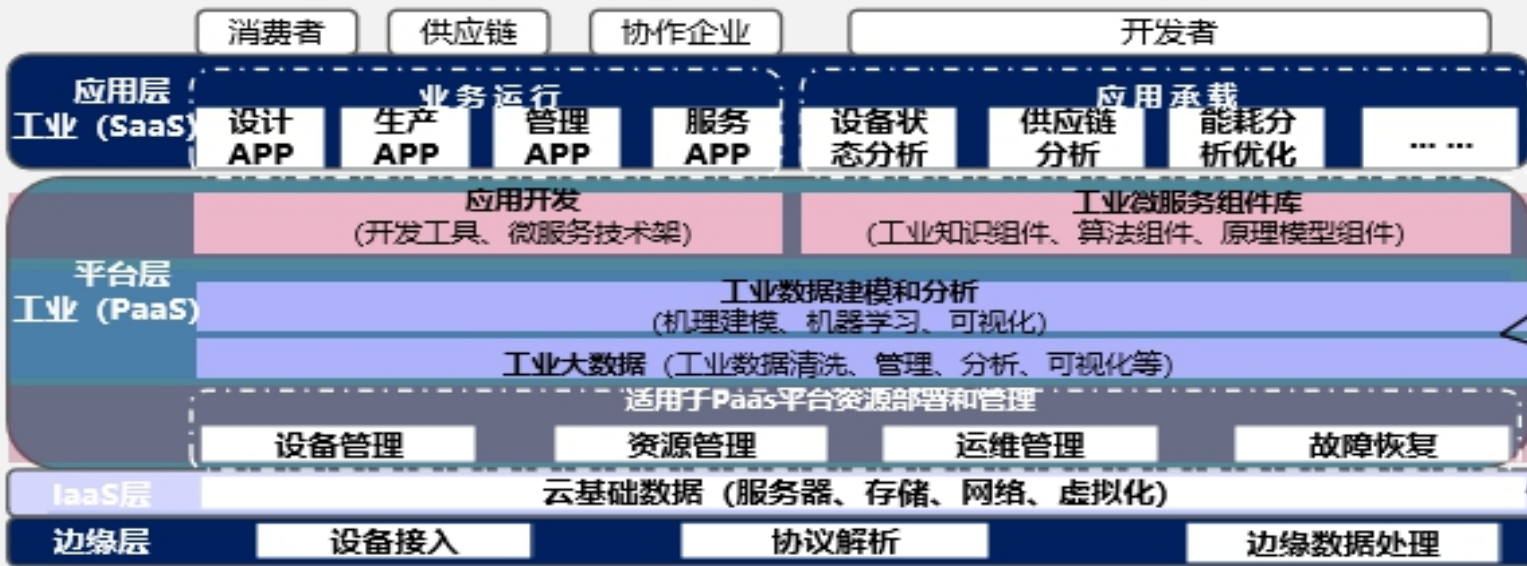 消费者
供应链
协作企业
开发者
应用层
工业（SaaS)
业务运行
设计
APP
生产
APP
管理
APP
服务
APP
应用承载
设备状
态分析
供应链
分析
能耗分
析优化
... ...
平台层
工业（PaaS)
应用开发
(开发工具、微服务技术架)
工业微服务组件库
(工业知识组件、算法组件、原理模型组件)
工业数据建模和分析
(机理建模、机器学习、可视化)
工业大数据（工业数据清洗、管理、分析、可视化等)
适用于Paas平台资源部署和管理
设备管理
资源管理
运维管理
故障恢复
IaaS层
云基础数据（服务器、存储、网络、虚拟化)
边缘层
设备接入
协议解析
边缘数据处理